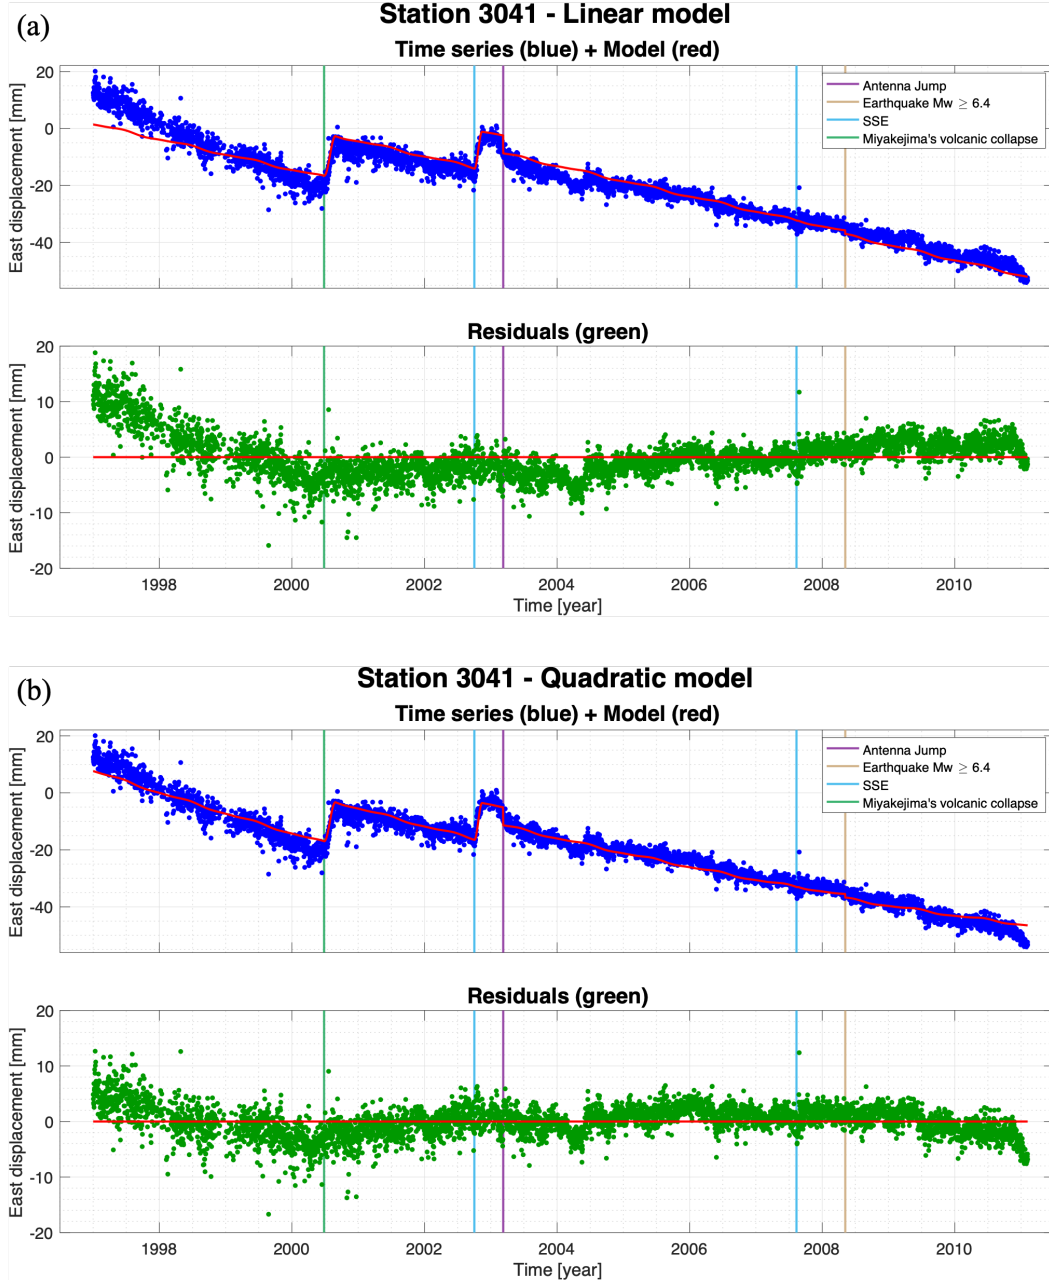 (a)
Station 3041 - Linear model
Time series (blue) + Model (red)
East displacement [mm]
20
0
-20
-40
Antenna Jump
Earthquake Mw ≥ 6.4
SSE
Miyakejima's volcanic collapse
Residuals (green)
East displacement [mm]
20
10
0
-10
-20
1998 2000 2002 2004 2006 2008 2010
Time [year]
(b)
Station 3041 - Quadratic model
Time series (blue) + Model (red)
East displacement [mm]
20
0
-20
-40
Antenna Jump
Earthquake Mw ≥ 6.4
SSE
Miyakejima's volcanic collapse
Residuals (green)
East displacement [mm]
20
10
0
-10
-20
1998 2000 2002 2004 2006 2008 2010
Time [year]